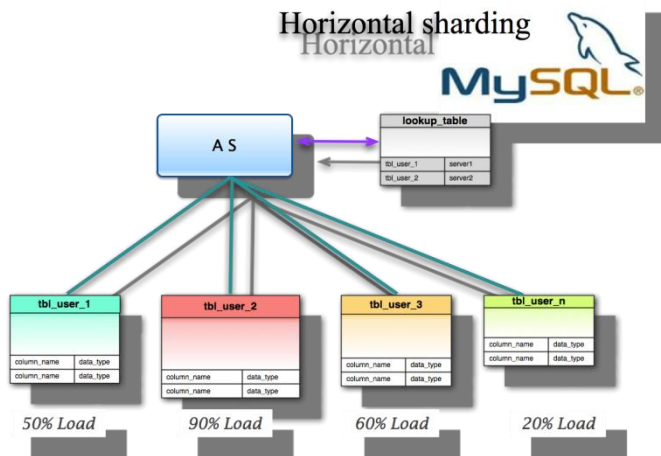 Horizontal sharding
Horizontal
MySQL®
lookup_table
A S
tbl_user_1 server1
tbl_user_2 server2
tbl_user_1
column_name data_type
column_name data_type
tbl_user_2
column_name data_type
column_name data_type
tbl_user_3
column_name data_type
column_name data_type
tbl_user_n
column_name data_type
column_name data_type
50% Load
90% Load
60% Load
20% Load